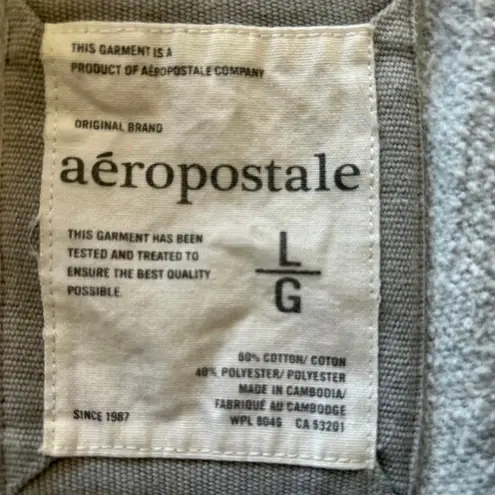 THIS GARMENT IS A
PRODUCT OF AÉROPOSTALE COMPANY
ORIGINAL BRAND
aéropostale
THIS GARMENT HAS BEEN
TESTED AND TREATED TO
ENSURE THE BEST QUALITY
POSSIBLE.
L
G
60% COTTON/ COTON
40% POLYESTER/ POLYESTER
MADE IN CAMBODIA/
FABRIQUÉ AU CAMBODGE
WPL 8046 CA 53201
SINCE 1987